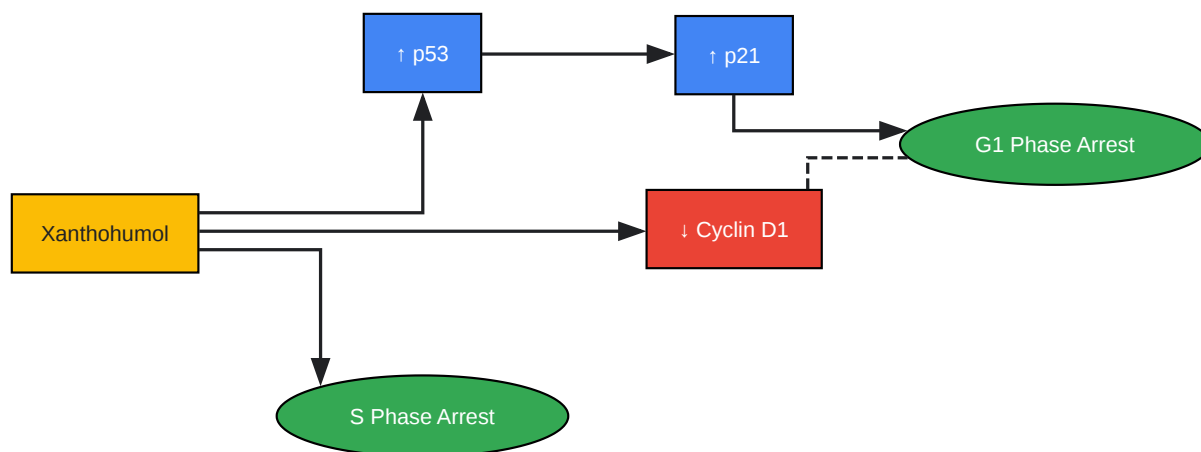 ↑ p53
↑ p21
G1 Phase Arrest
Xanthohumol
↓ Cyclin D1
S Phase Arrest